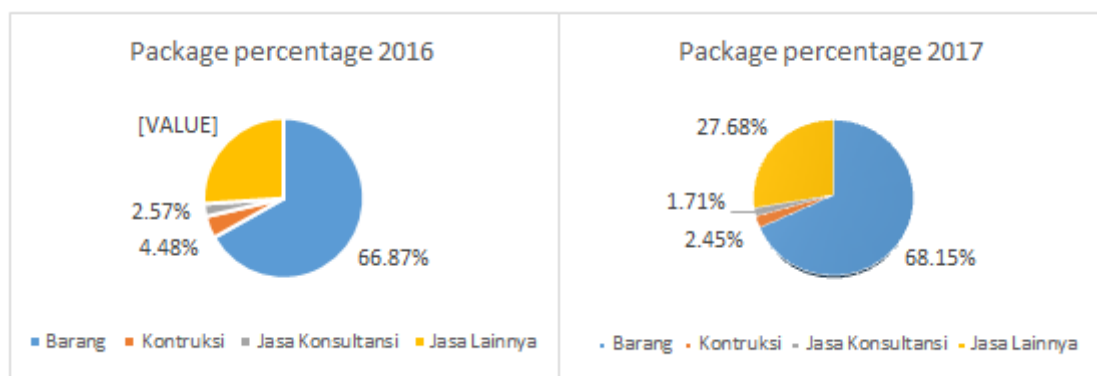 Package percentage 2016
[VALUE]
2.57%
4.48%
66.87%
Barang Kontruksi Jasa Konsultansi Jasa Lainnya
Package percentage 2017
27.68%
1.71%
2.45%
68.15%
Barang Kontruksi Jasa Konsultansi Jasa Lainnya